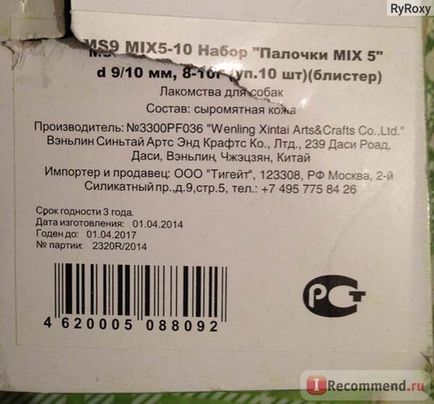 RyRoxy
MS9 MIX5-10 Набор "Палочки MIX 5"
d 9/10 мм, 8-10г (уп.10 шт)(блистер)
Лакомства для собак
Состав: сыромятная кожа
Производитель: №3300PF036 "Wenling Xintai Arts&Crafts Co.,Ltd."
Вэньлин Синьтай Артс Энд Крафтс Ко., Лтд., 239 Даси Роад,
Даси, Вэньлин, Чжэцзян, Китай
Импортер и продавец: ООО "Тигейт", 123308, РФ Москва, 2-й
Силикатный пр.,д.9,стр.5, тел.: +7 495 775 84 26
Срок годности 3 года.
Дата изготовления: 01.04.2014
Годен до: 01.04.2017
№ партии: 2320R/2014
4 620005 088092
РСТ
iRecommend.ru